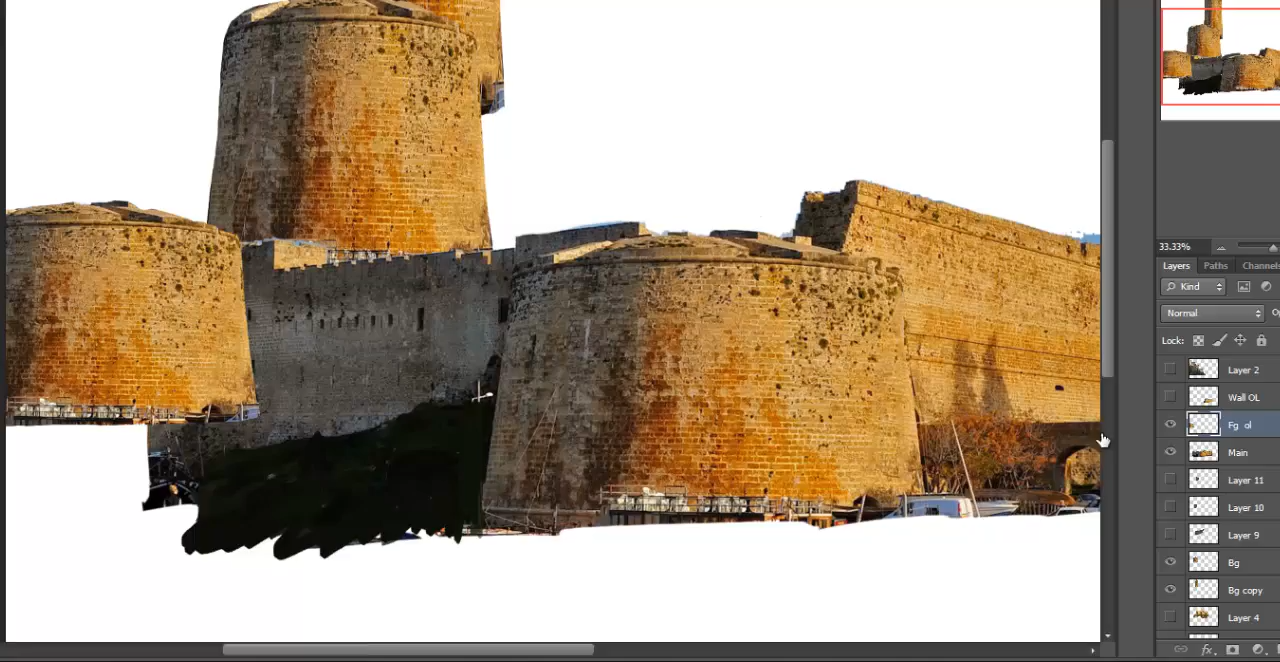 33.33%
Layers Paths Channels
Kind
Normal
Lock:
Layer 2
Wall OL
Fg ol
Main
Layer 11
Layer 10
Layer 9
Bg
Bg copy
Layer 4
fx